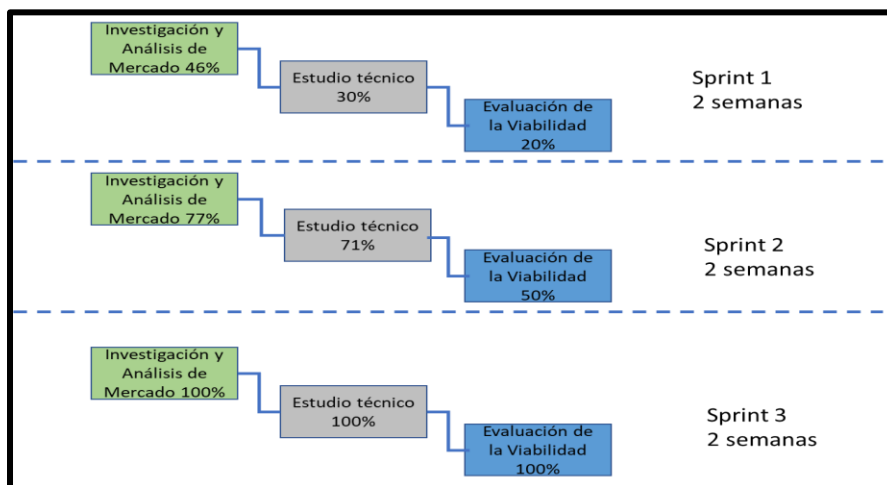 Investigación y
Análisis de
Mercado 46%
Estudio técnico
30%
Evaluación de
la Viabilidad
20%
Sprint 1
2 semanas
Investigación y
Análisis de
Mercado 77%
Estudio técnico
71%
Evaluación de
la Viabilidad
50%
Sprint 2
2 semanas
Investigación y
Análisis de
Mercado 100%
Estudio técnico
100%
Evaluación de
la Viabilidad
100%
Sprint 3
2 semanas